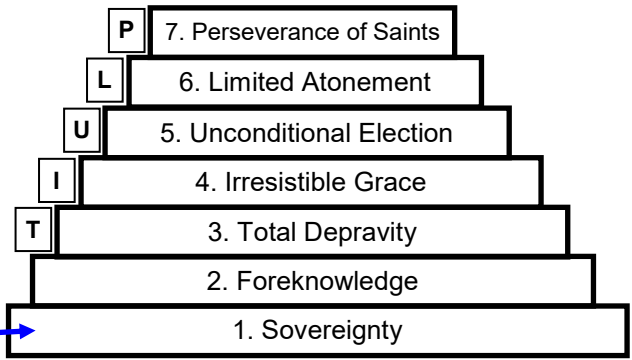 P 7. Perseverance of Saints
L 6. Limited Atonement
U 5. Unconditional Election
I 4. Irresistible Grace
T 3. Total Depravity
2. Foreknowledge
1. Sovereignty